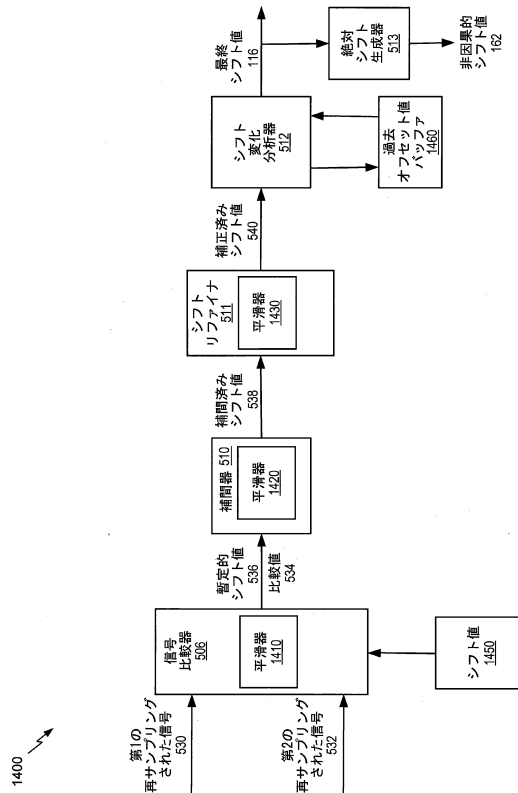 1400
第1の
再サンプリング
された信号
530
第2の
再サンプリング
された信号
532
信号
比較器
506
平滑器
1410
シフト値
1450
暫定的
シフト値
536
比較値
534
補間器 510
平滑器
1420
補間済み
シフト値
538
シフト
リファイナ
511
平滑器
1430
補正済み
シフト値
540
シフト
変化
分析器
512
過去
オフセット値
バッファ
1460
最終
シフト値
116
絶対
シフト
生成器
513
非因果的
シフト値
162